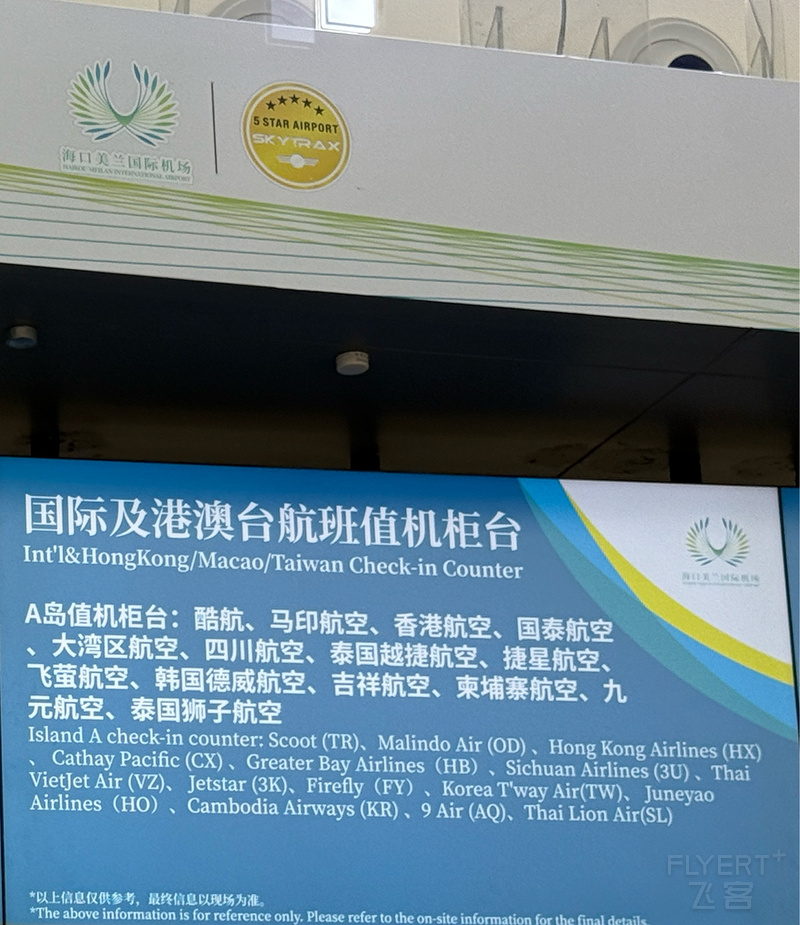 海口美兰国际机场
HAIKOU MEILAN INTERNATIONAL AIRPORT
5 STAR AIRPORT
SKYTRAX
国际及港澳台航班值机柜台
Int'l&HongKong/Macao/Taiwan Check-in Counter
海口美兰国际机场
A岛值机柜台：酷航、马印航空、香港航空、国泰航空
、大湾区航空、四川航空、泰国越捷航空、捷星航空、
飞萤航空、韩国德威航空、吉祥航空、柬埔寨航空、九
元航空、泰国狮子航空
Island A check-in counter: Scoot (TR)、Malindo Air (OD) 、Hong Kong Airlines (HX)
、Cathay Pacific (CX) 、Greater Bay Airlines（HB）、Sichuan Airlines (3U) 、Thai
VietJet Air (VZ)、 Jetstar (3K)、Firefly（FY）、Korea T'way Air(TW)、 Juneyao
Airlines（HO）、Cambodia Airways (KR) 、9 Air (AQ)、Thai Lion Air(SL)
*以上信息仅供参考，最终信息以现场为准。
*The above information is for reference only. Please refer to the on-site information for the final details.
FLYERT+
飞客